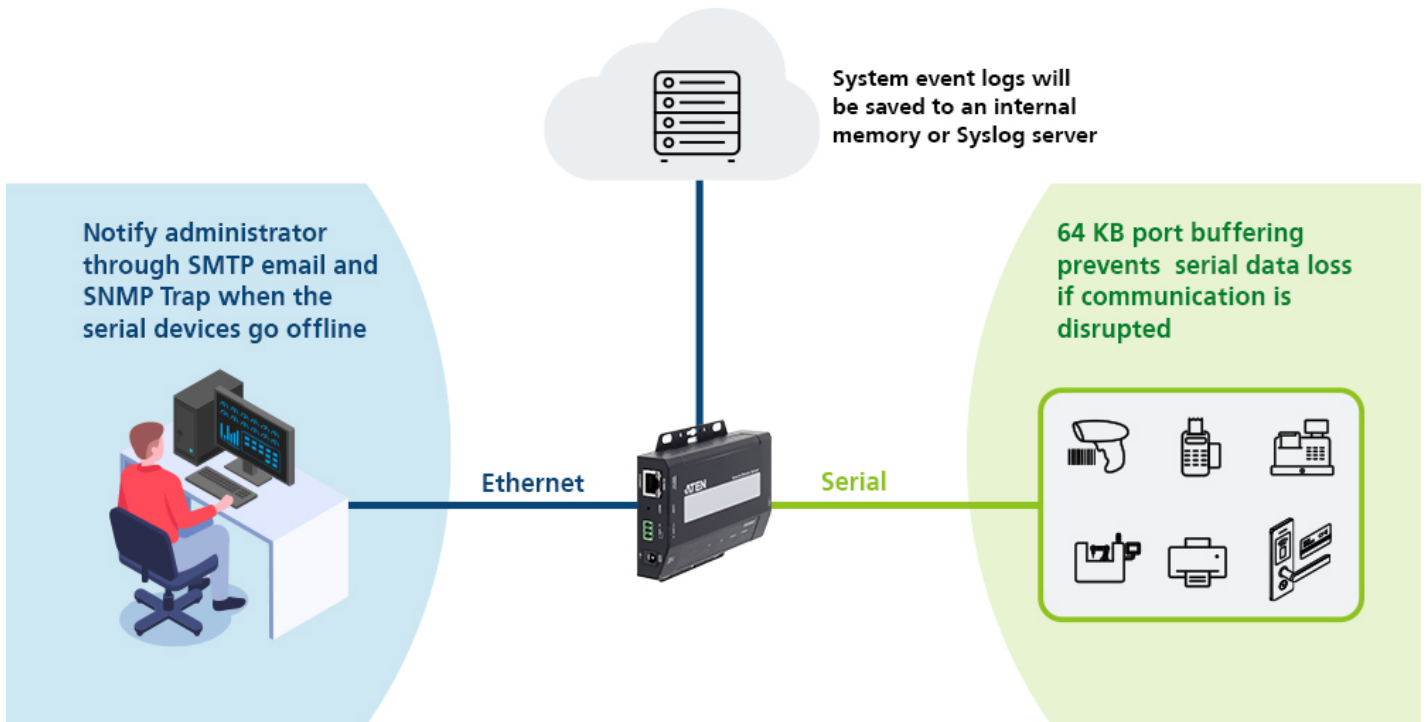 System event logs will
be saved to an internal
memory or Syslog server
Notify administrator
through SMTP email and
SNMP Trap when the
serial devices go offline
64 KB port buffering
prevents  serial data loss
if communication is
disrupted
Ethernet
Serial
ATEN